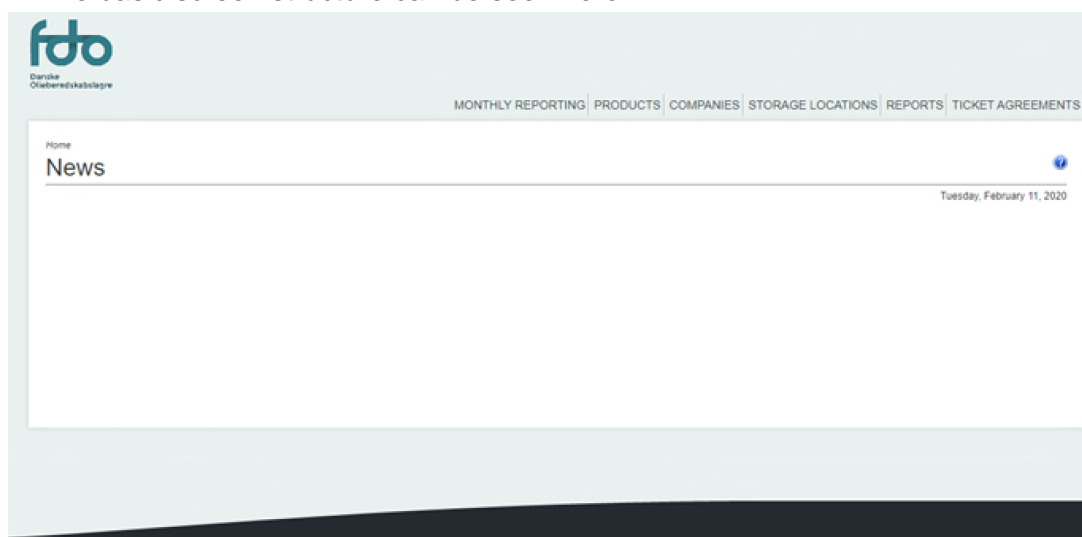 fdo
Danske
Olieberedskabslagre
MONTHLY REPORTING PRODUCTS COMPANIES STORAGE LOCATIONS REPORTS TICKET AGREEMENTS
Home
News
?
Tuesday, February 11, 2020